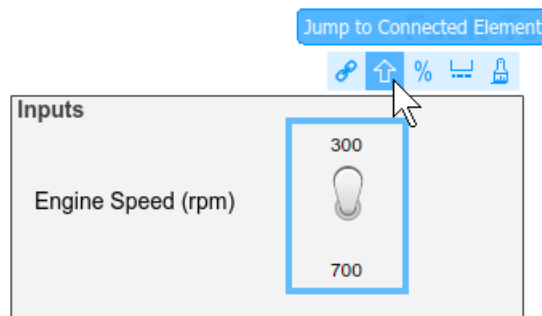 Jump to Connected Element
%
Inputs
300
Engine Speed (rpm)
700